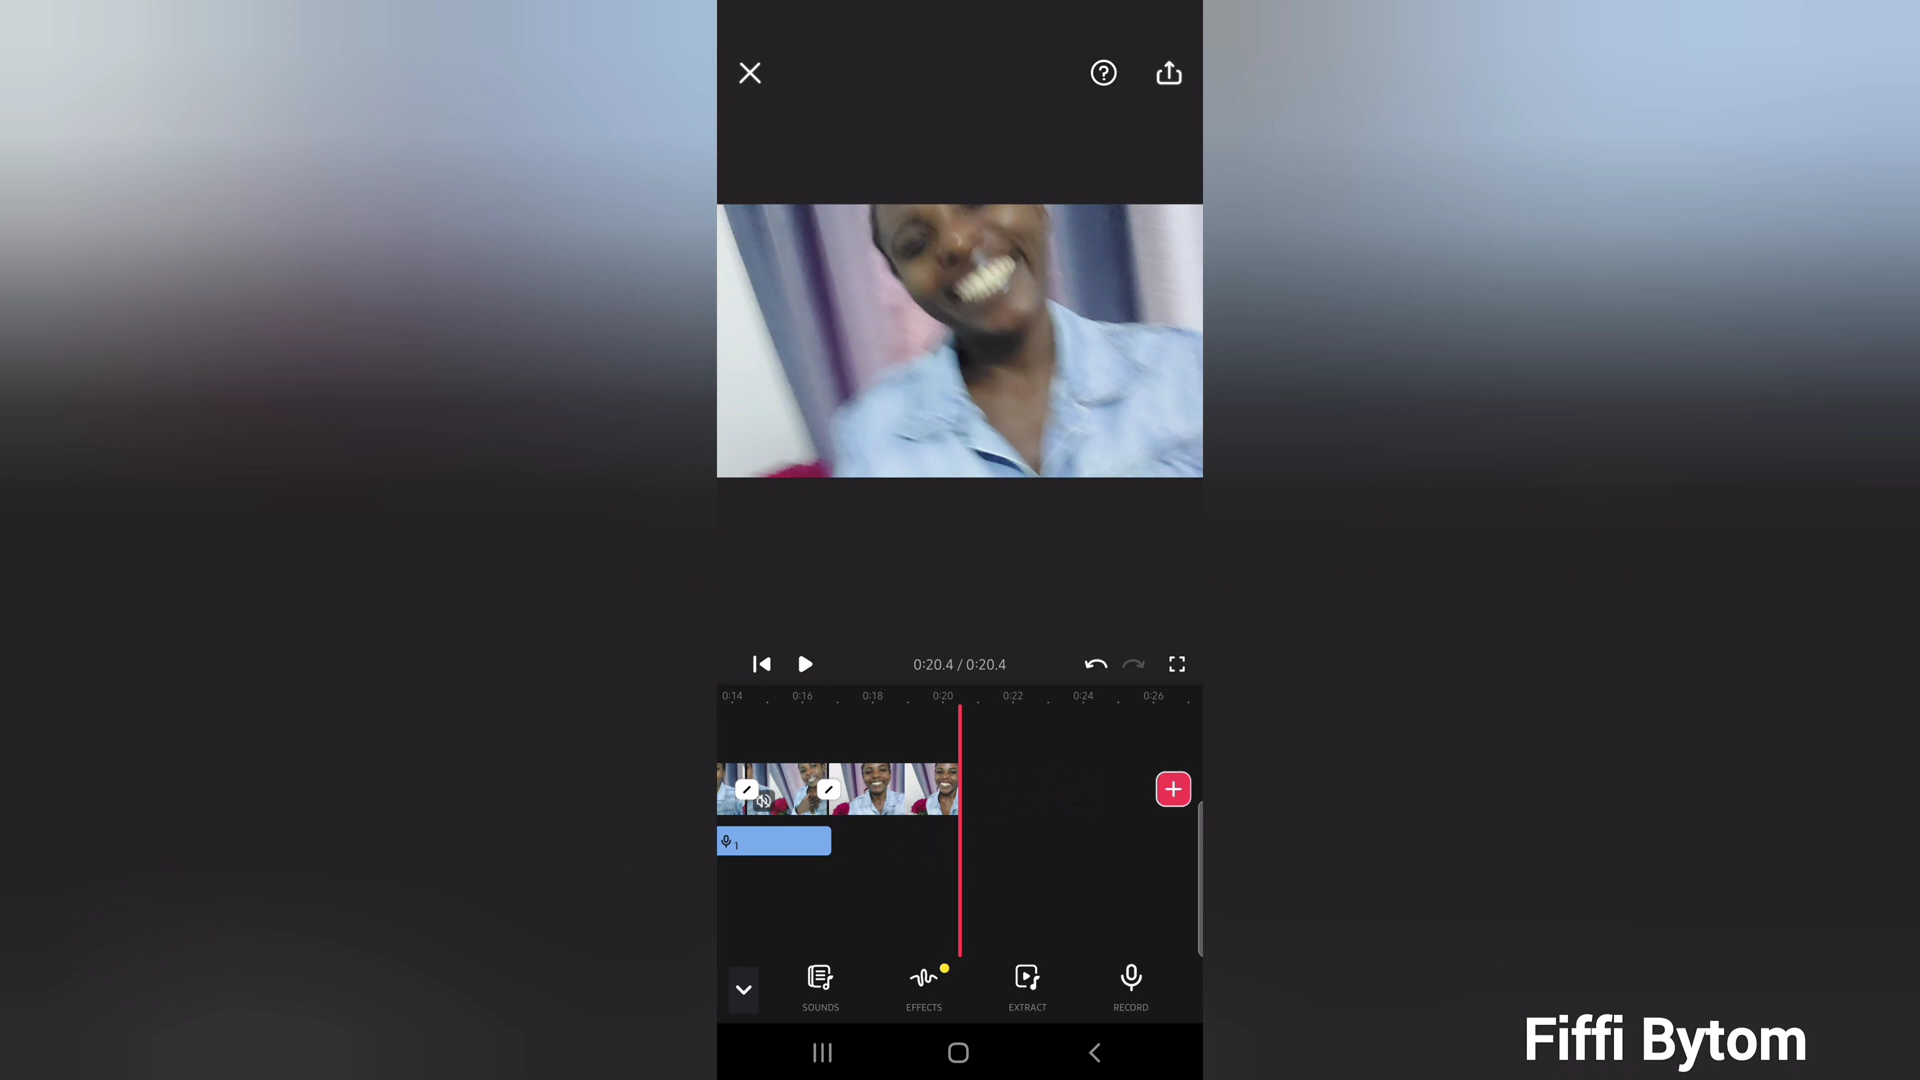 0:20.4 / 0:20.4
0:14 0:16 0:18 0:20 0:22 0:24 0:26
1
SOUNDS EFFECTS EXTRACT RECORD
Fiffi Bytom